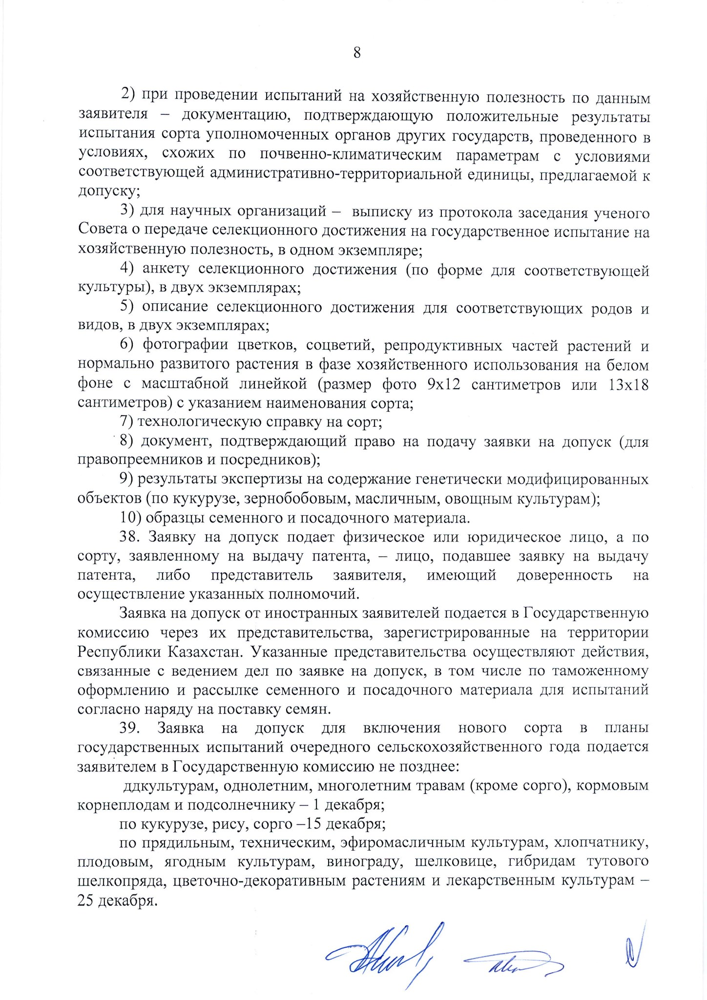 8
2) при проведении испытаний на хозяйственную полезность по данным
заявителя – документацию, подтверждающую положительные результаты
испытания сорта уполномоченных органов других государств, проведенного в
условиях, схожих по почвенно-климатическим параметрам с условиями
соответствующей административно-территориальной единицы, предлагаемой к
допуску;
3) для научных организаций – выписку из протокола заседания ученого
Совета о передаче селекционного достижения на государственное испытание на
хозяйственную полезность, в одном экземпляре;
4) анкету селекционного достижения (по форме для соответствующей
культуры), в двух экземплярах;
5) описание селекционного достижения для соответствующих родов и
видов, в двух экземплярах;
6) фотографии цветков, соцветий, репродуктивных частей растений и
нормально развитого растения в фазе хозяйственного использования на белом
фоне с масштабной линейкой (размер фото 9х12 сантиметров или 13х18
сантиметров) с указанием наименования сорта;
7) технологическую справку на сорт;
8) документ, подтверждающий право на подачу заявки на допуск (для
правопреемников и посредников);
9) результаты экспертизы на содержание генетически модифицированных
объектов (по кукурузе, зернобобовым, масличным, овощным культурам);
10) образцы семенного и посадочного материала.
38. Заявку на допуск подает физическое или юридическое лицо, а по
сорту, заявленному на выдачу патента, – лицо, подавшее заявку на выдачу
патента, либо представитель заявителя, имеющий доверенность на
осуществление указанных полномочий.
Заявка на допуск от иностранных заявителей подается в Государственную
комиссию через их представительства, зарегистрированные на территории
Республики Казахстан. Указанные представительства осуществляют действия,
связанные с ведением дел по заявке на допуск, в том числе по таможенному
оформлению и рассылке семенного и посадочного материала для испытаний
согласно наряду на поставку семян.
39. Заявка на допуск для включения нового сорта в планы
государственных испытаний очередного сельскохозяйственного года подается
заявителем в Государственную комиссию не позднее:
ддкультурам, однолетним, многолетним травам (кроме сорго), кормовым
корнеплодам и подсолнечнику – 1 декабря;
по кукурузе, рису, сорго –15 декабря;
по прядильным, техническим, эфиромасличным культурам, хлопчатнику,
плодовым, ягодным культурам, винограду, шелковице, гибридам тутового
шелкопряда, цветочно-декоративным растениям и лекарственным культурам –
25 декабря.